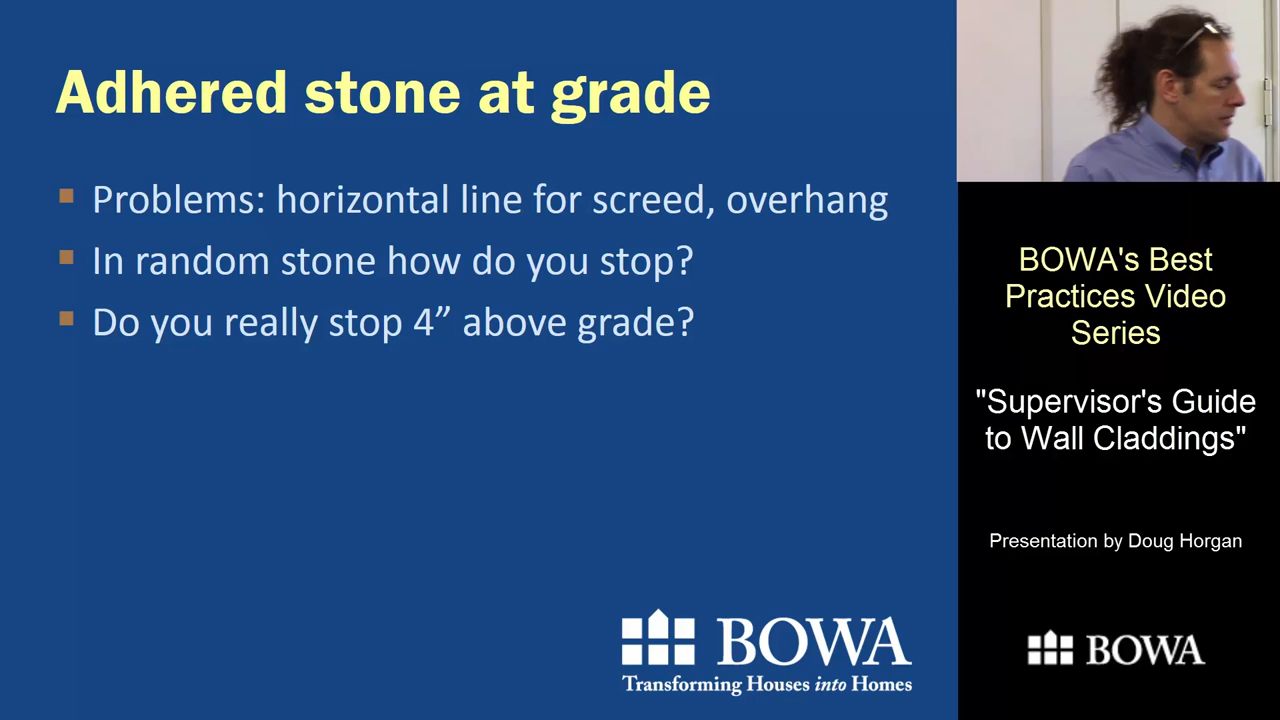 Adhered stone at grade
Problems: horizontal line for screed, overhang
In random stone how do you stop?
Do you really stop 4” above grade?
BOWA
Transforming Houses into Homes
BOWA's Best
Practices Video
Series
"Supervisor's Guide
to Wall Claddings"
Presentation by Doug Horgan
BOWA